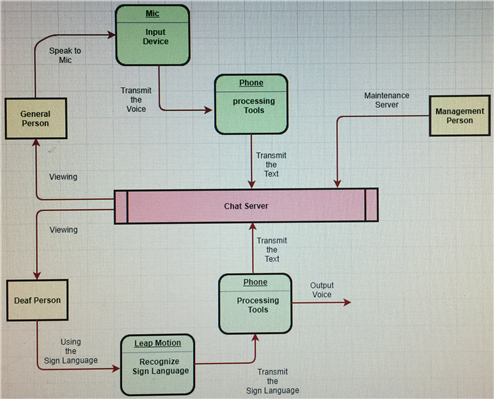 Mic
Input
Device
Speak to
Mic
Transmit
the
Voice
Phone
processing
Tools
Maintenance
Server
General
Person
Management
Person
Transmit
the
Text
Viewing
Chat Server
Viewing
Transmit
the
Text
Deaf Person
Phone
Processing
Tools
Output
Voice
Using
the
Sign Language
Leap Motion
Recognize
Sign Language
Transmit
the
Sign Language